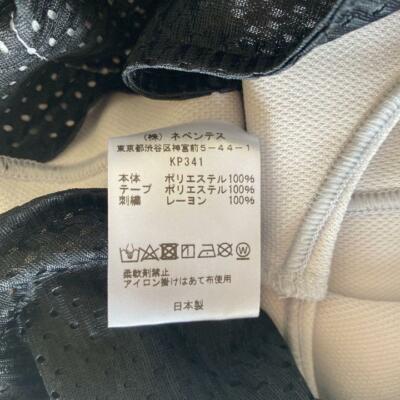 (株) ネペンテス
東京都渋谷区神宮前5-44-1
KP341
本体 ポリエステル100%
テープ ポリエステル100%
刺繍 レーヨン 100%
柔軟剤禁止
アイロン掛けはあて布使用
日本製